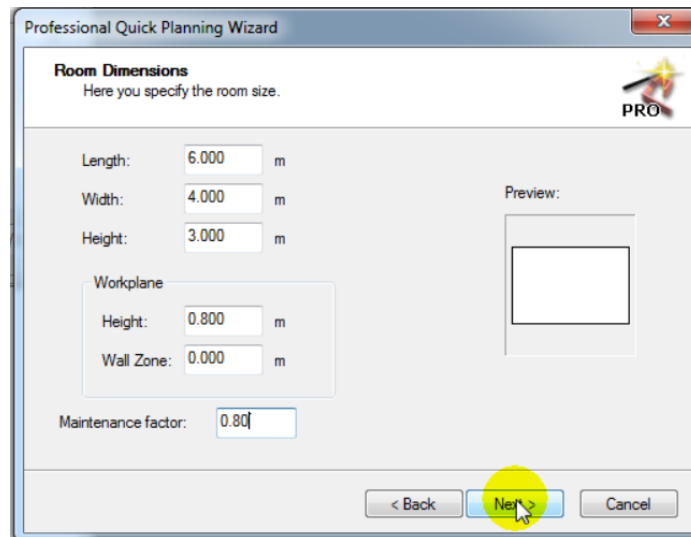 Professional Quick Planning Wizard
Room Dimensions
Here you specify the room size.
PRO
Length: 6.000 m
Width: 4.000 m
Height: 3.000 m
Preview:
Workplane
Height: 0.800 m
Wall Zone: 0.000 m
Maintenance factor: 0.80
< Back Next > Cancel